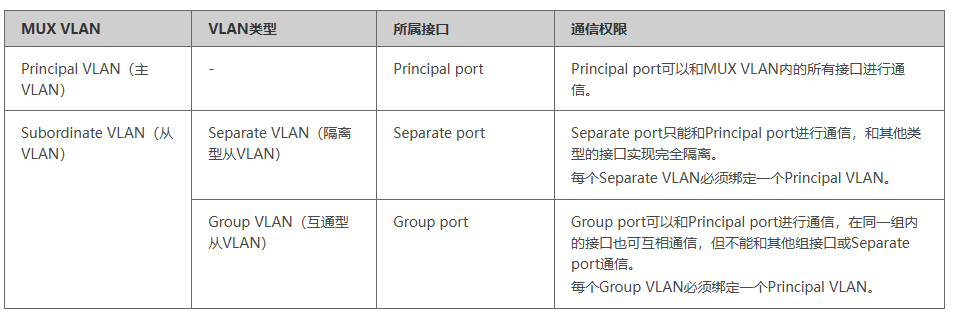 MUX VLAN
VLAN类型
所属接口
通信权限
Principal VLAN（主
VLAN）
-
Principal port
Principal port可以和MUX VLAN内的所有接口进行通
信。
Subordinate VLAN（从
VLAN）
Separate VLAN（隔离
型从VLAN）
Separate port
Separate port只能和Principal port进行通信，和其他类
型的接口实现完全隔离。
每个Separate VLAN必须绑定一个Principal VLAN。
Group VLAN（互通型
从VLAN）
Group port
Group port可以和Principal port进行通信，在同一组内
的接口也可互相通信，但不能和其他组接口或Separate
port通信。
每个Group VLAN必须绑定一个Principal VLAN。